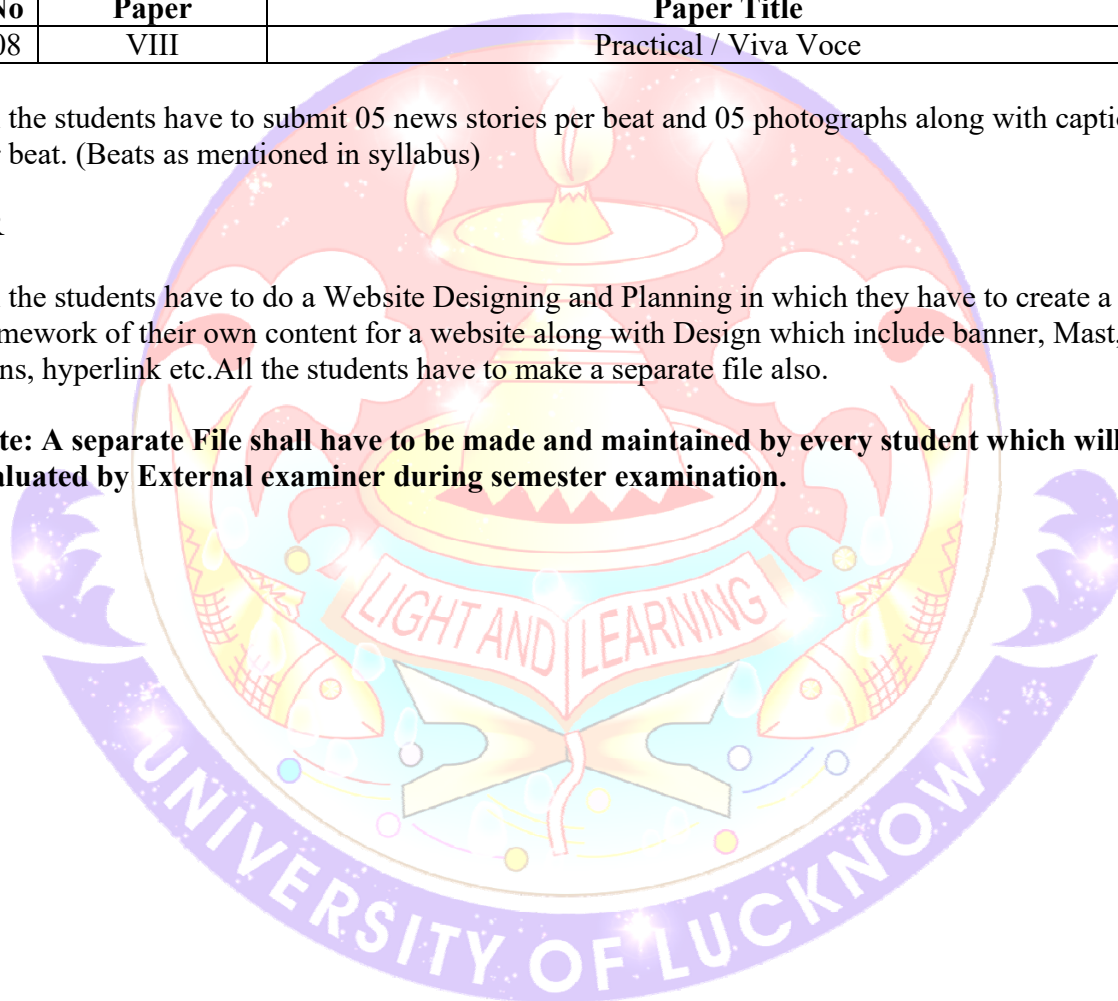 No Paper Paper Title
08 VIII Practical / Viva Voce
the students have to submit 05 news stories per beat and 05 photographs along with captio
beat. (Beats as mentioned in syllabus)
the students have to do a Website Designing and Planning in which they have to create a
mework of their own content for a website along with Design which include banner, Mast,
ns, hyperlink etc.All the students have to make a separate file also.
te: A separate File shall have to be made and maintained by every student which will
aluated by External examiner during semester examination.
LIGHT AND LEARNING
UNIVERSITY OF LUCKNOW